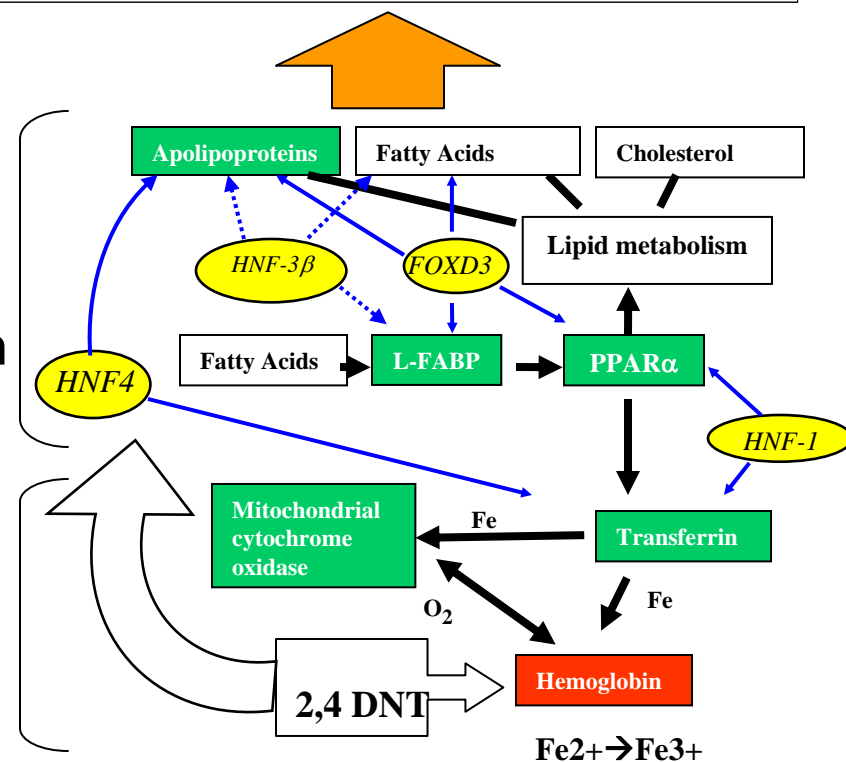 Apolipoproteins
Fatty Acids
Cholesterol
HNF-3β
FOXD3
Lipid metabolism
n
HNF4
Fatty Acids
L-FABP
PPARα
HNF-1
Mitochondrial
cytochrome
oxidase
Fe
Transferrin
O2
Fe
2,4 DNT
Hemoglobin
Fe2+→Fe3+